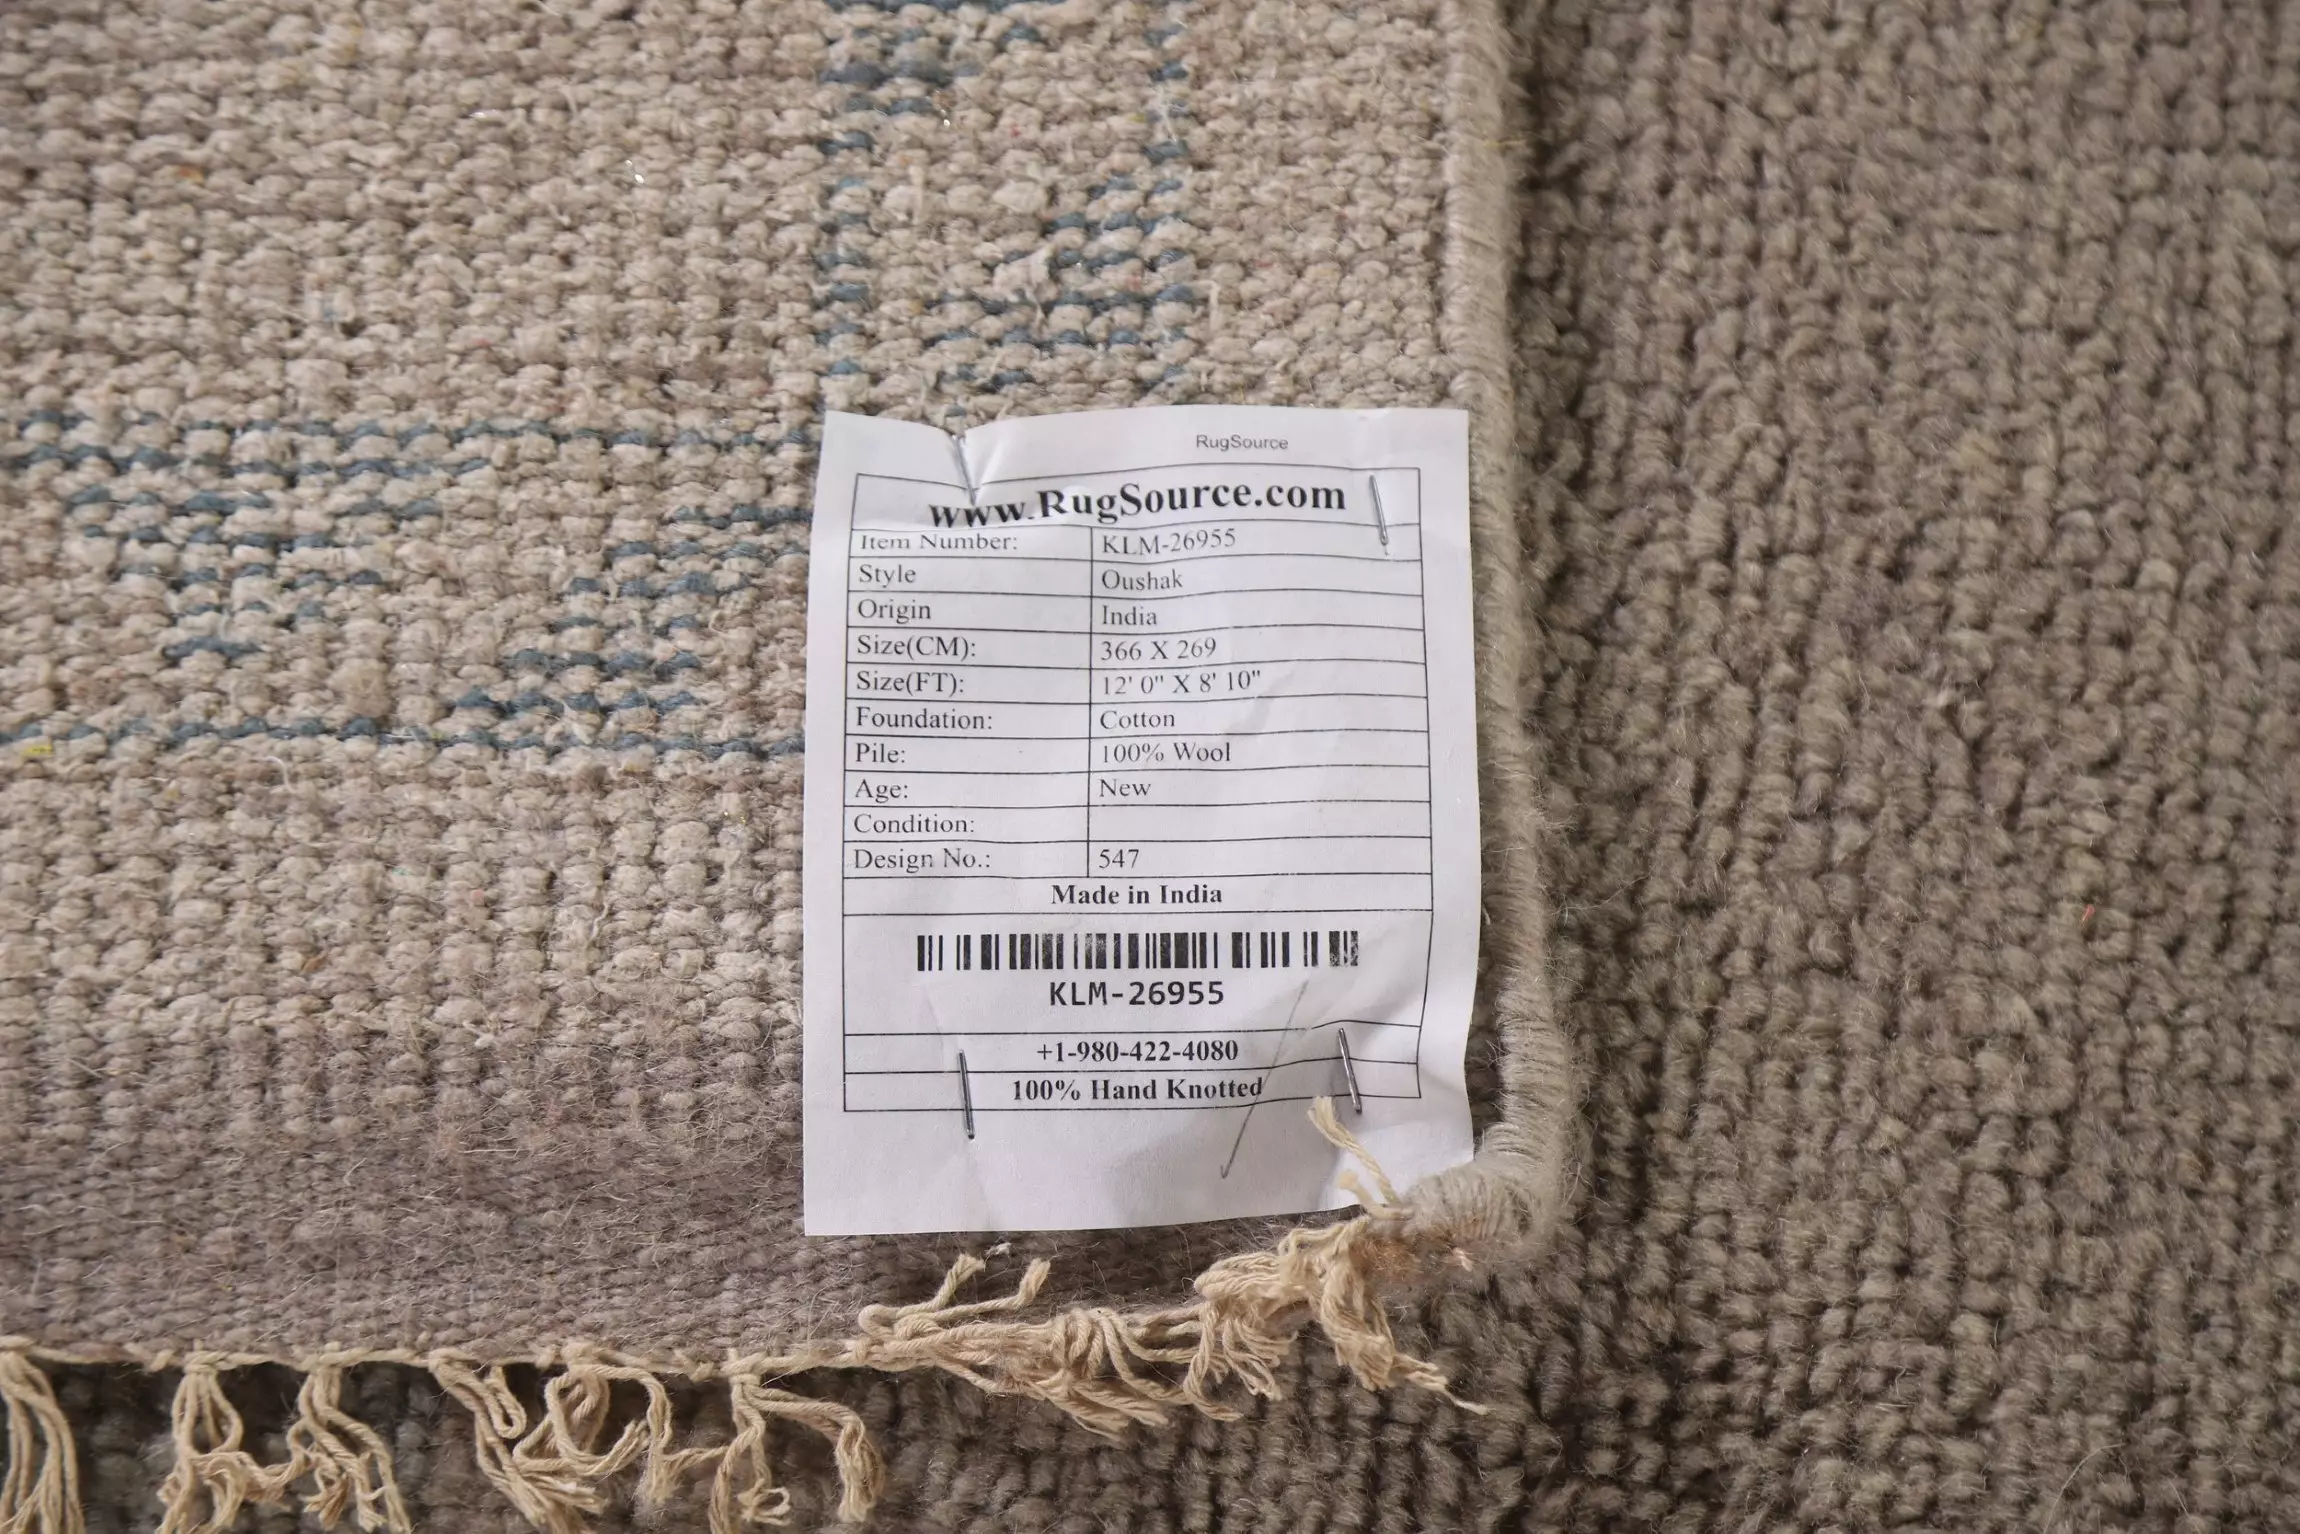 RugSource
www.RugSource.com
Item Number: KLM-26955
Style Oushak
Origin India
Size(CM): 366 X 269
Size(FT): 12' 0" X 8' 10"
Foundation: Cotton
Pile: 100% Wool
Age: New
Condition:
Design No.: 547
Made in India
KLM-26955
+1-980-422-4080
100% Hand Knotted